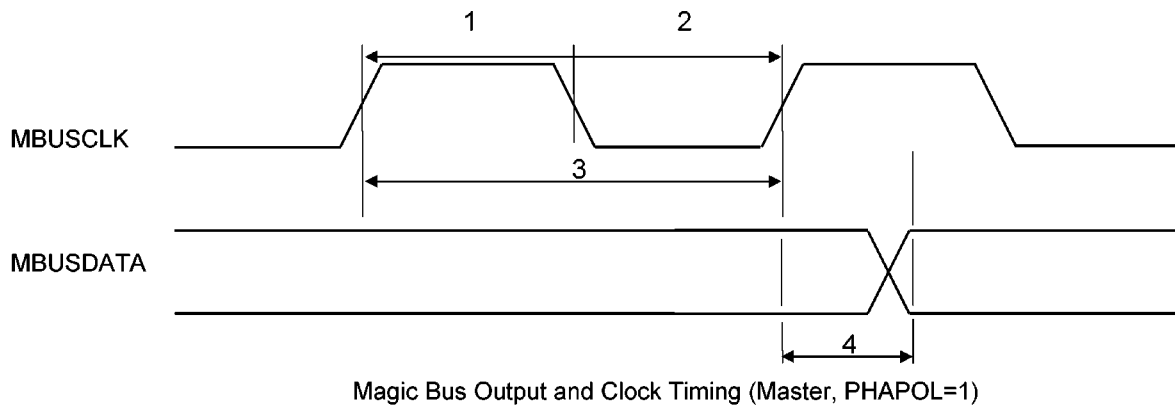 1
2
MBUSCLK
3
MBUSDATA
4
Magic Bus Output and Clock Timing (Master, PHAPOL=1)